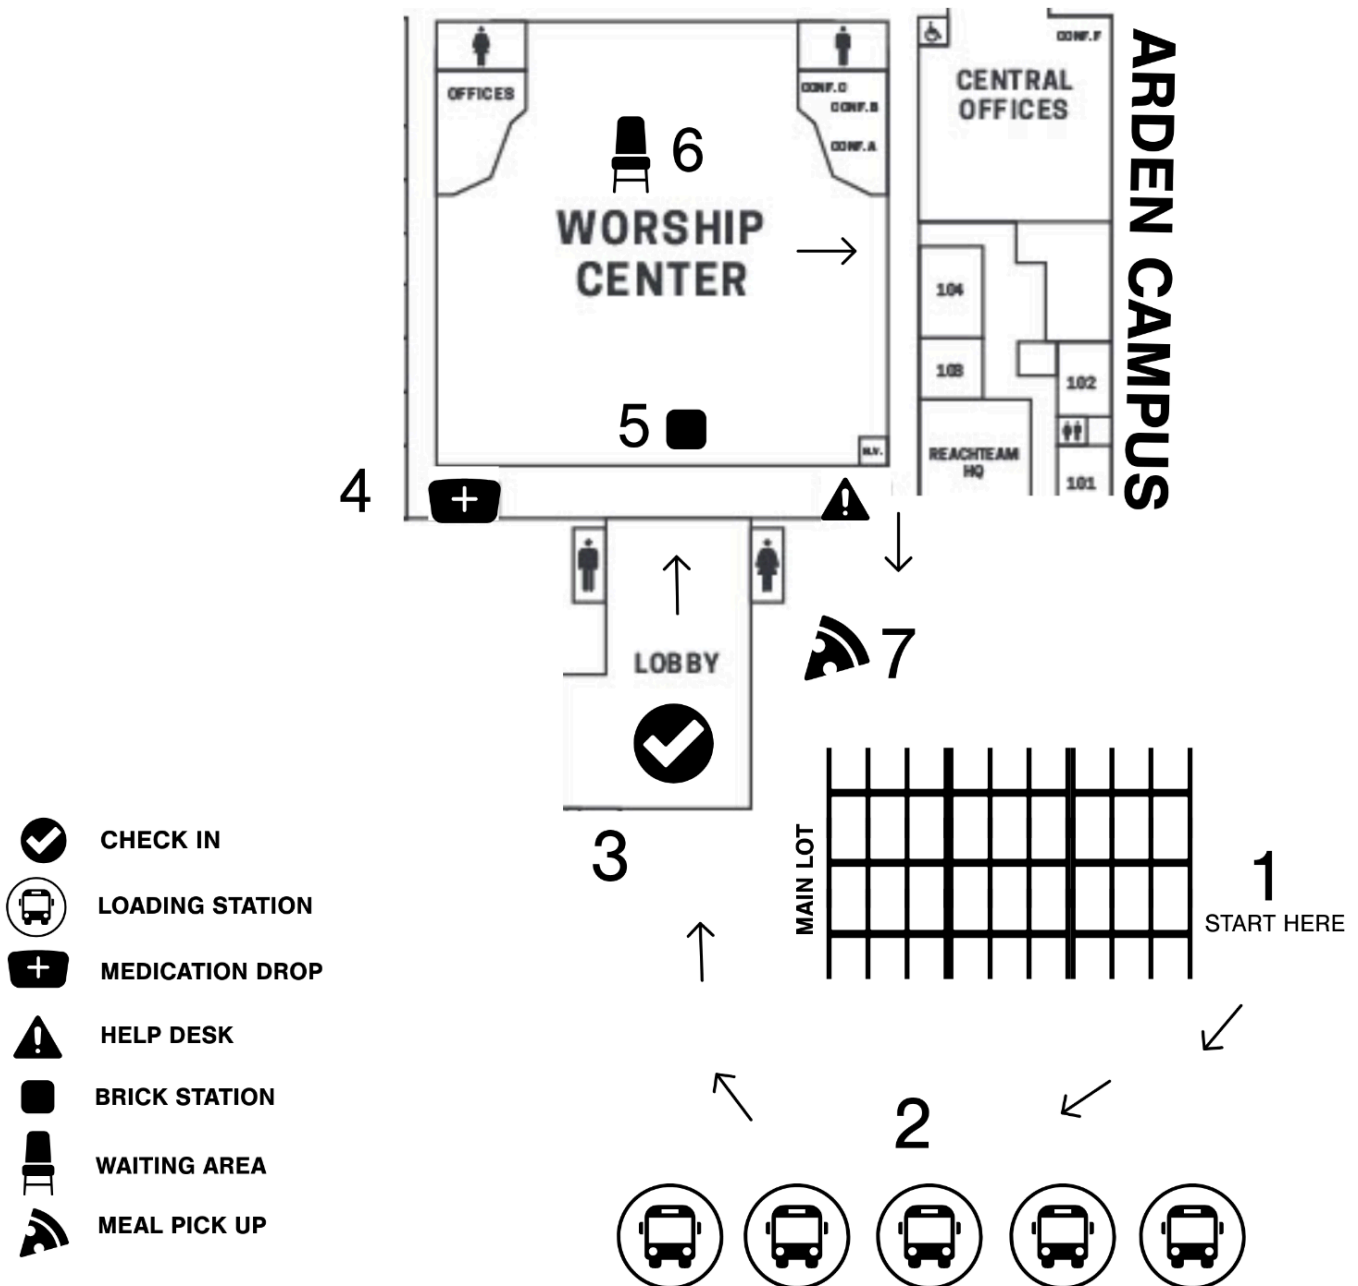 OFFICES
CONF.C
CONF.B
CONF.A
CONF.F
CENTRAL
OFFICES
ARDEN CAMPUS
6
WORSHIP
CENTER
104
103
102
5
N.V.
REACHTEAM
HQ
101
4
7
LOBBY
3
MAIN LOT
1
START HERE
2
CHECK IN
LOADING STATION
MEDICATION DROP
HELP DESK
BRICK STATION
WAITING AREA
MEAL PICK UP